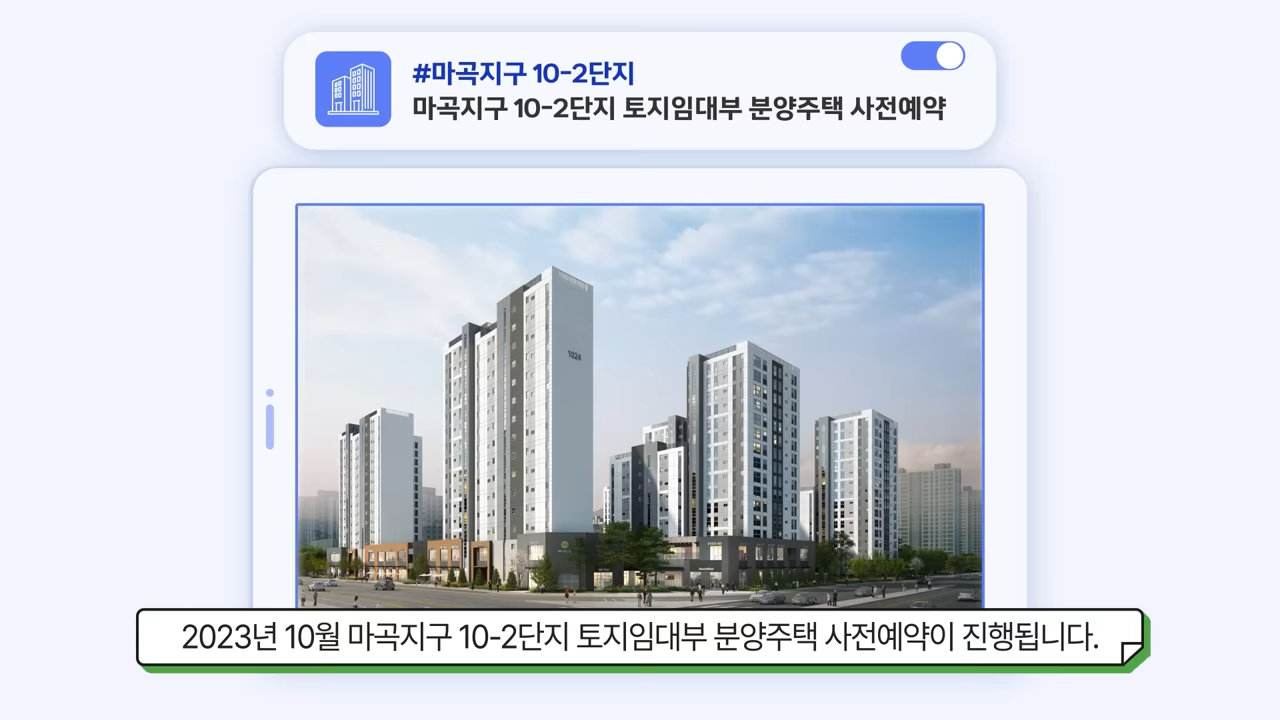 #마곡지구 10-2단지
마곡지구 10-2단지 토지임대부 분양주택 사전예약
1024
2023년 10월 마곡지구 10-2단지 토지임대부 분양주택 사전예약이 진행됩니다.